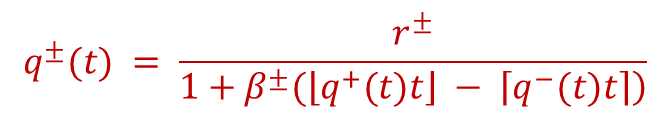 q^±(t) = r^± / (1 + β^±(⌊q^+(t)t⌋ − ⌈q^−(t)t⌉))